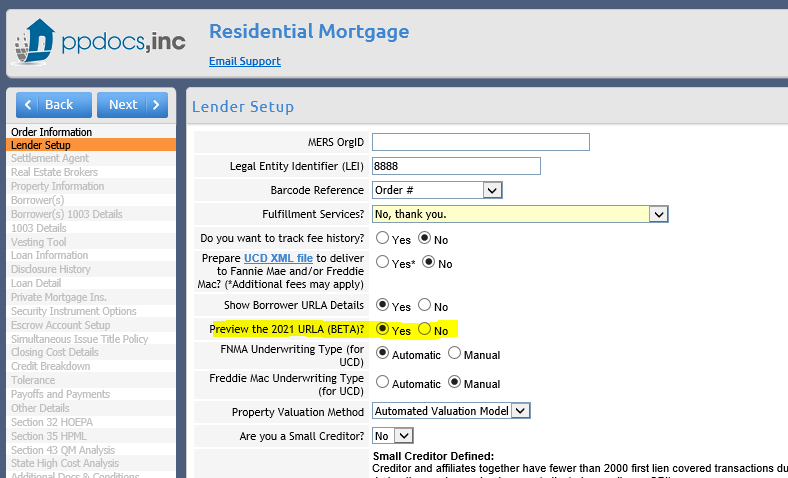 ppdocs,inc
Residential Mortgage
Email Support
Back
Next
Order Information
Lender Setup
Settlement Agent
Real Estate Brokers
Property Information
Borrower(s)
Borrower(s) 1003 Details
1003 Details
Vesting Tool
Loan Information
Disclosure History
Loan Detail
Private Mortgage Ins.
Security Instrument Options
Escrow Account Setup
Simultaneous Issue Title Policy
Closing Cost Details
Credit Breakdown
Tolerance
Payoffs and Payments
Other Details
Section 32 HOEPA
Section 35 HPML
Section 43 QM Analysis
State High Cost Analysis
Additional Docs & Conditions
Lender Setup
MERS OrgID
Legal Entity Identifier (LEI) 8888
Barcode Reference Order #
Fulfillment Services? No, thank you.
Do you want to track fee history? Yes No
Prepare UCD XML file to deliver
to Fannie Mae and/or Freddie
Mac? (*Additional fees may apply)
Yes* No
Show Borrower URLA Details Yes No
Preview the 2021 URLA (BETA)? Yes No
FNMA Underwriting Type (for
UCD)
Automatic Manual
Freddie Mac Underwriting Type
(for UCD)
Automatic Manual
Property Valuation Method Automated Valuation Model
Are you a Small Creditor? No
Small Creditor Defined:
Creditor and affiliates together have fewer than 2000 first lien covered transactions du